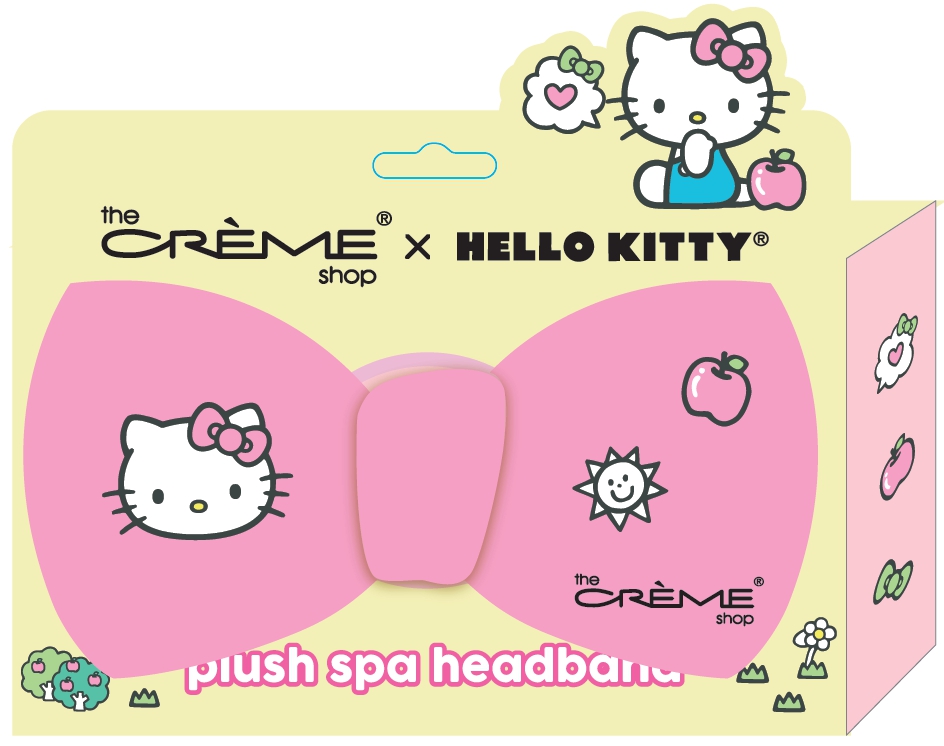 the
CRÈME®
shop
x HELLO KITTY®
the
CRÈME®
shop
plush spa headband